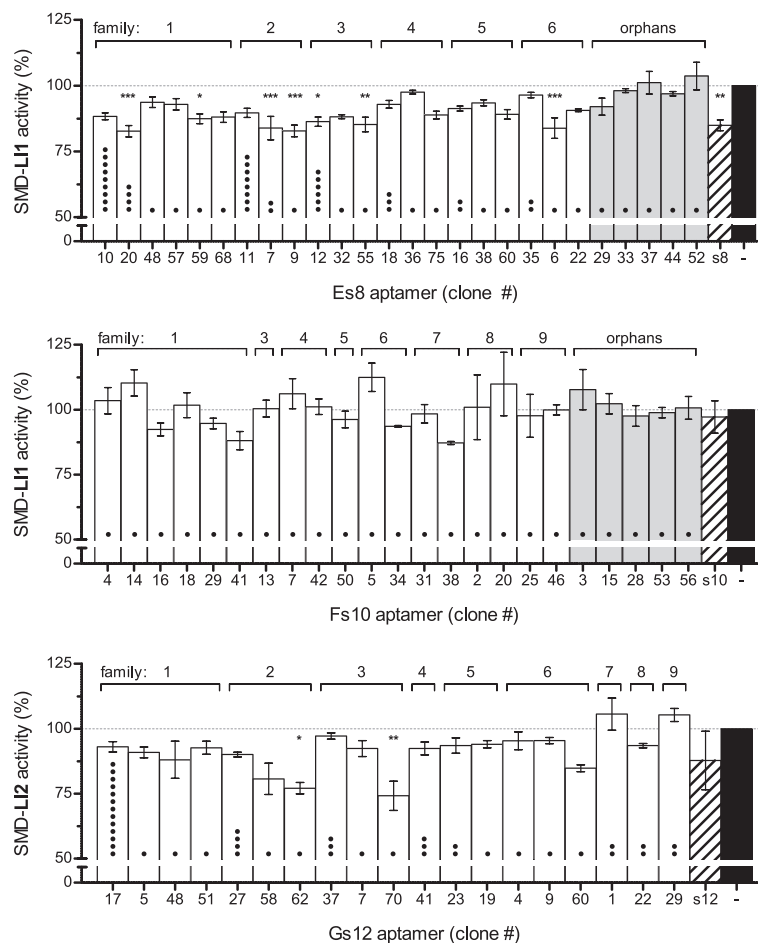 family: 1 2 3 4 5 6 orphans
125
100
75
50
0
SMD-LI1 activity (%)
*** * *** *** * ** *** **
10 20 48 57 59 68 11 7 9 12 32 55 18 36 75 16 38 60 35 6 22 29 33 37 44 52 s8 -
Es8 aptamer (clone #)
family: 1 3 4 5 6 7 8 9 orphans
125
100
75
50
0
SMD-LI1 activity (%)
4 14 16 18 29 41 13 7 42 50 5 34 31 38 2 20 25 46 3 15 28 53 56 s10 -
Fs10 aptamer (clone #)
family: 1 2 3 4 5 6 7 8 9
125
100
75
50
0
SMD-LI2 activity (%)
* **
17 5 48 51 27 58 62 37 7 70 41 23 19 4 9 60 1 22 29 s12 -
Gs12 aptamer (clone #)